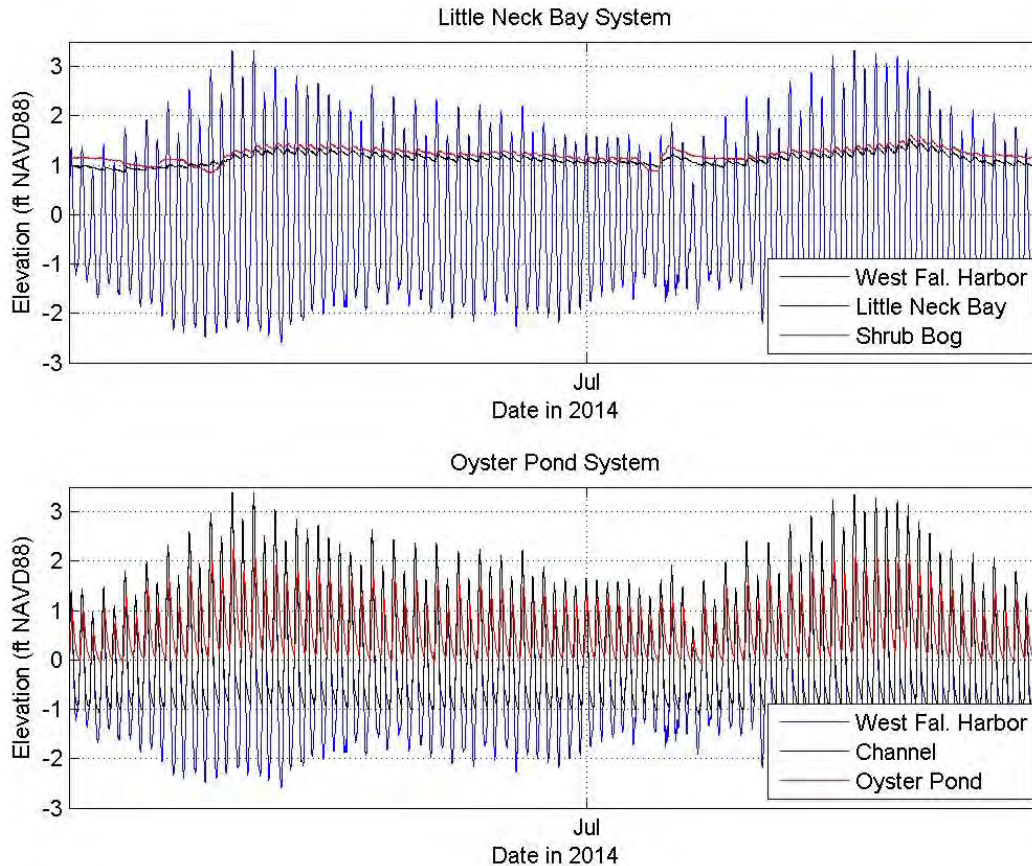 Little Neck Bay System
Elevation (ft NAVD88)
3
2
1
0
-1
-2
-3
West Fal. Harbor
Little Neck Bay
Shrub Bog
Jul
Date in 2014
Oyster Pond System
Elevation (ft NAVD88)
3
2
1
0
-1
-2
-3
West Fal. Harbor
Channel
Oyster Pond
Jul
Date in 2014